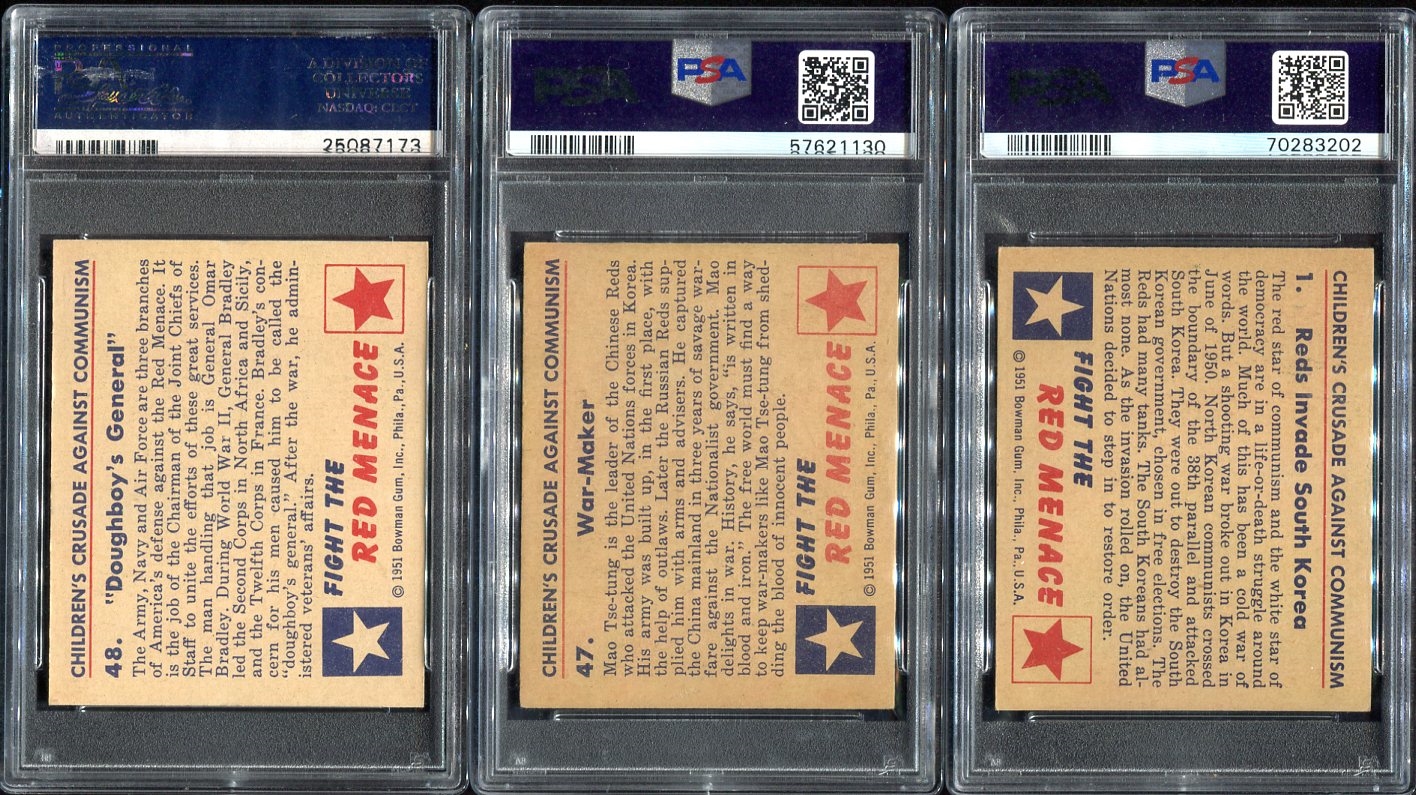 PROFESSIONAL
AUTHENTICATOR
A DIVISION OF
COLLECTORS
UNIVERSE
NASDAQ: CLCT
25087173
CHILDREN'S CRUSADE AGAINST COMMUNISM
48. "Doughboy's General"
The Army, Navy and Air Force are three branches
of America's defense against the Red Menace. It
is the job of the Chairman of the Joint Chiefs of
Staff to unite the efforts of these great services.
The man handling that job is General Omar
Bradley. During World War II, General Bradley
led the Second Corps in North Africa and Sicily,
and the Twelfth Corps in France. Bradley's con-
cern for his men caused him to be called the
"doughboy's general." After the war, he admin-
istered veterans' affairs.
FIGHT THE
RED MENACE
© 1951 Bowman Gum, Inc., Phila., Pa., U.S.A.
PSA
PSA
57621130
CHILDREN'S CRUSADE AGAINST COMMUNISM
47. War-Maker
Mao Tse-tung is the leader of the Chinese Reds
who attacked the United Nations forces in Korea.
His army was built up, in the first place, with
the help of outlaws. Later the Russian Reds sup-
plied him with arms and advisers. He captured
the China mainland in three years of savage war-
fare against the Nationalist government. Mao
delights in war. History, he says, "is written in
blood and iron." The free world must find a way
to keep war-makers like Mao Tse-tung from shed-
ding the blood of innocent people.
FIGHT THE
RED MENACE
© 1951 Bowman Gum, Inc., Phila., Pa., U.S.A.
PSA
PSA
70283202
CHILDREN'S CRUSADE AGAINST COMMUNISM
1. Reds Invade South Korea
The red star of communism and the white star of
democracy are in a life-or-death struggle around
the world. Much of this has been a cold war of
words. But a shooting war broke out in Korea in
June of 1950. North Korean communists crossed
the boundary of the 38th parallel and attacked
South Korea. They were out to destroy the South
Korean government, chosen in free elections. The
Reds had many tanks. The South Koreans had al-
most none. As the invasion rolled on, the United
Nations decided to step in to restore order.
FIGHT THE
RED MENACE
© 1951 Bowman Gum, Inc., Phila., Pa., U.S.A.